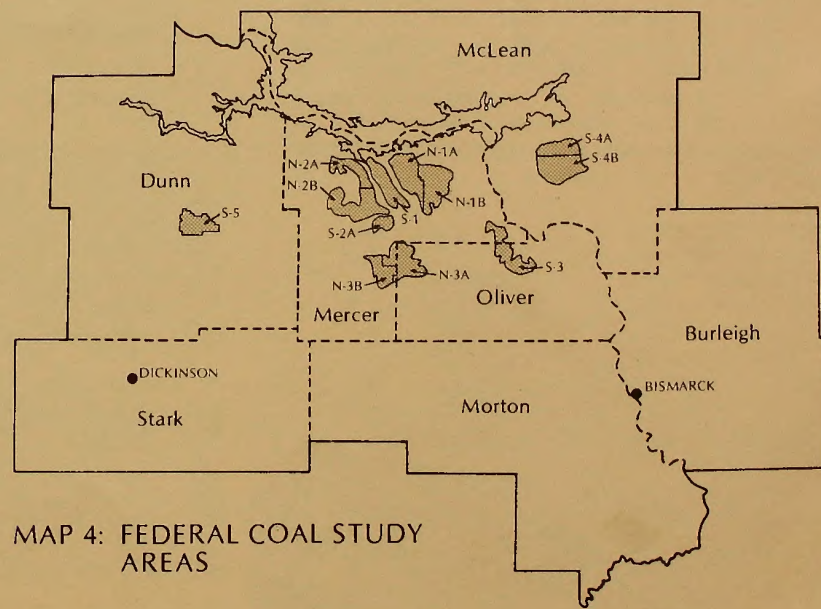 McLean
S-4A
S-4B
N-2A
N-1A
Dunn
N-2B
N-1B
S-1
S-5
S-2A
S-3
N-3B
N-3A
Mercer
Oliver
Burleigh
DICKINSON
BISMARCK
Stark
Morton
MAP 4: FEDERAL COAL STUDY
AREAS